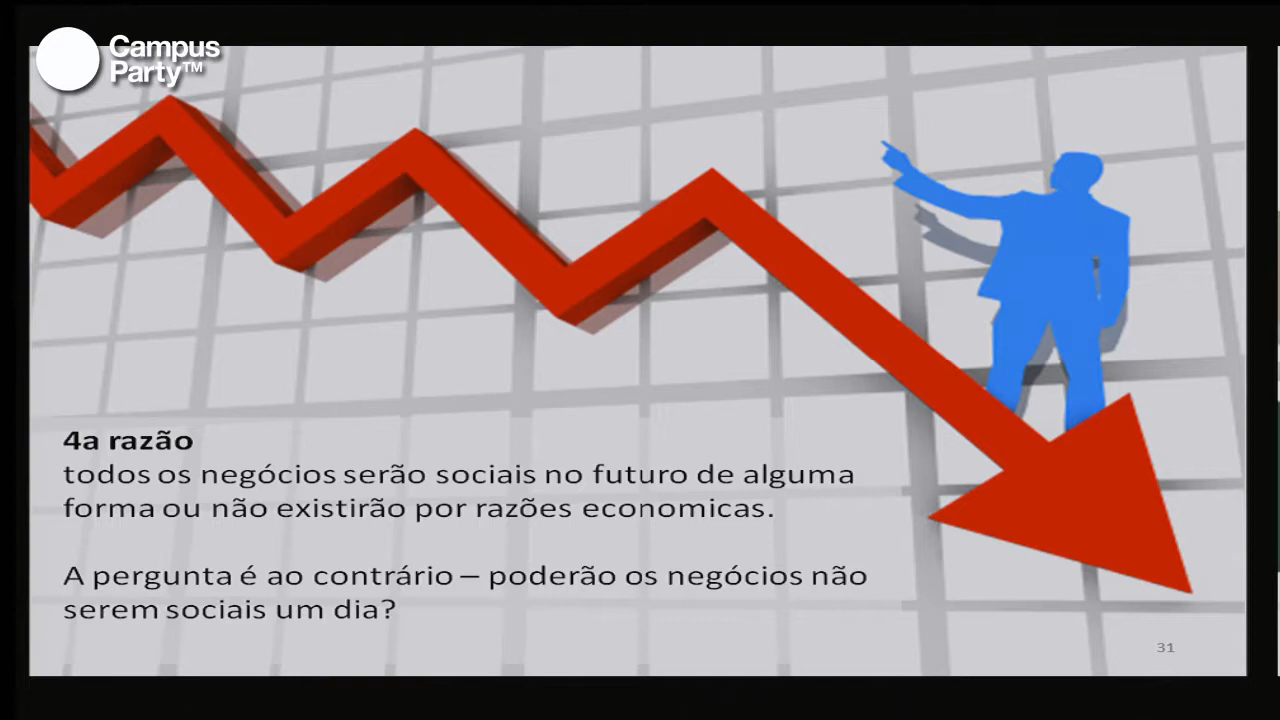 Campus
Party™
4a razão
todos os negócios serão sociais no futuro de alguma
forma ou não existirão por razões economicas.
A pergunta é ao contrário – poderão os negócios não
serem sociais um dia?
31